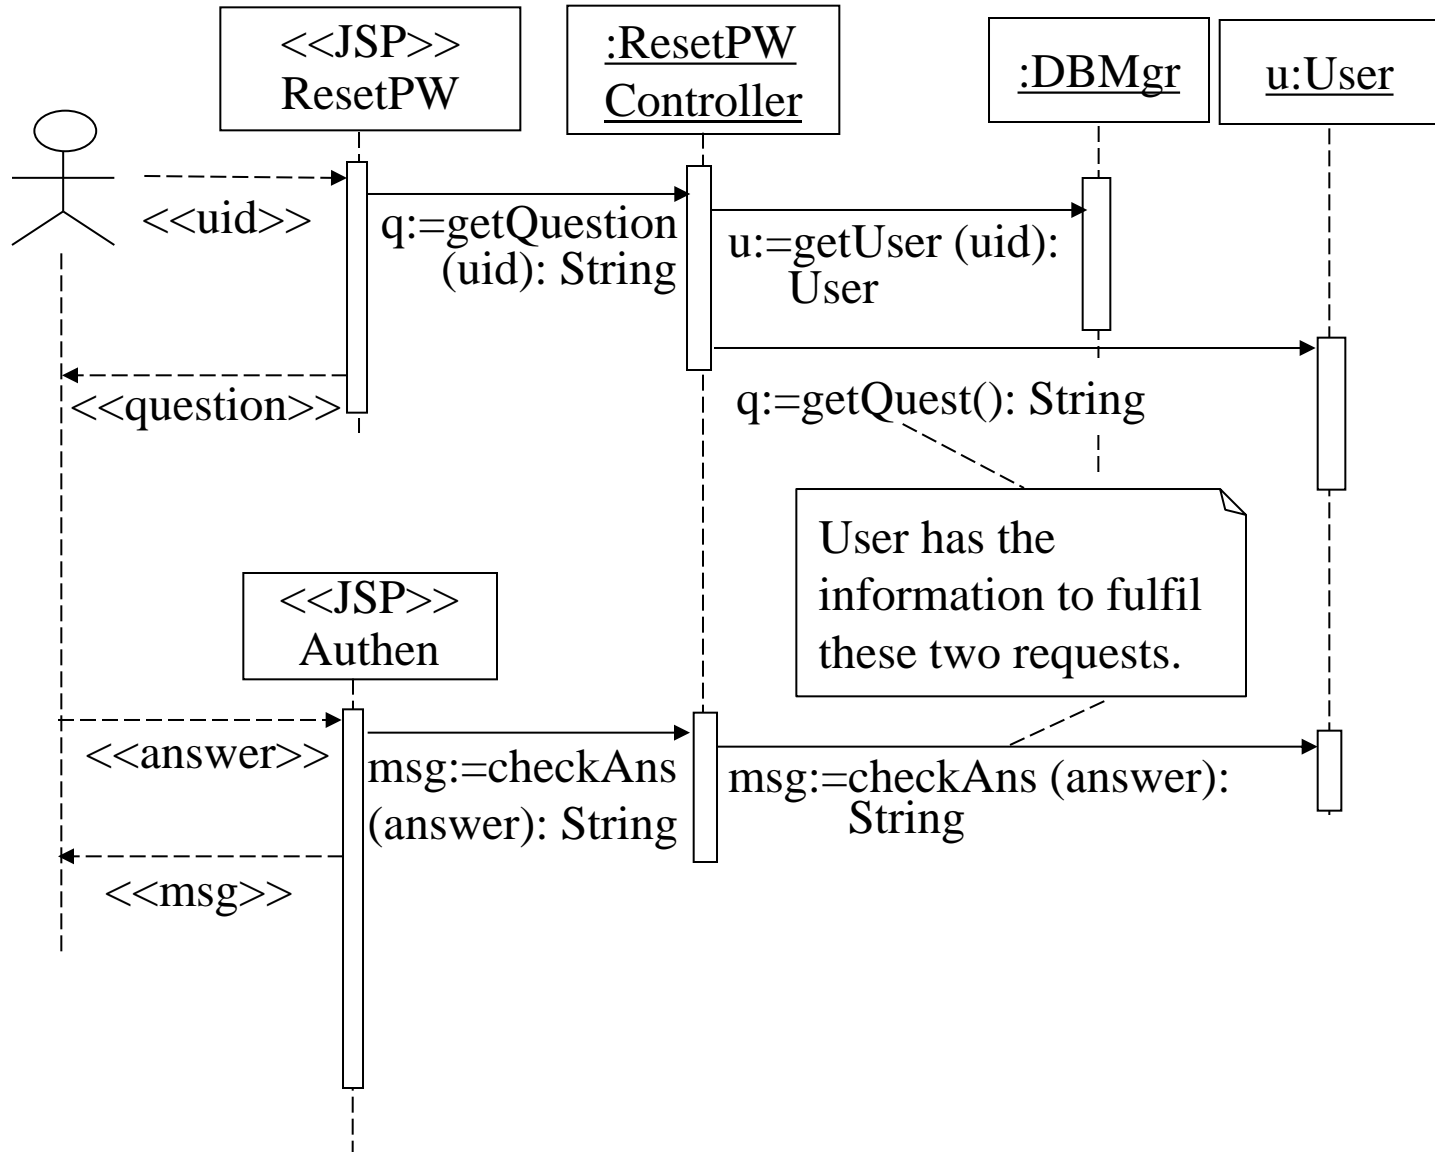 <<JSP>>
ResetPW
:ResetPW
Controller
:DBMgr
u:User
<<uid>>
q:=getQuestion
(uid): String
u:=getUser (uid):
User
<<question>>
q:=getQuest(): String
User has the
information to fulfil
these two requests.
<<JSP>>
Authen
<<answer>>
msg:=checkAns
(answer): String
msg:=checkAns (answer):
String
<<msg>>